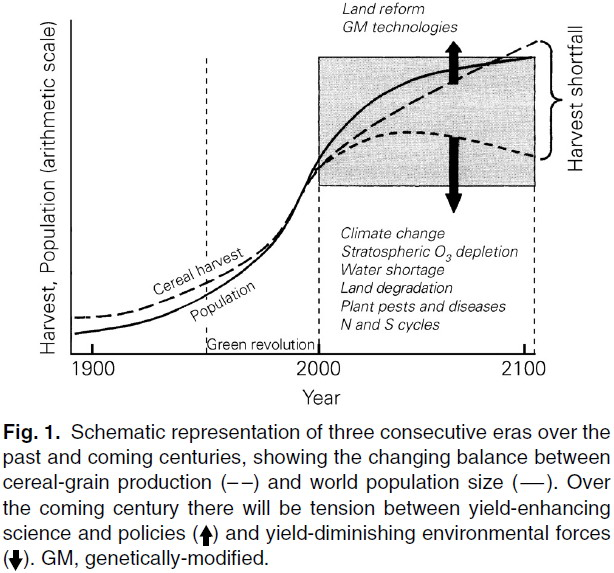 Land reform
GM technologies
Harvest, Population (arithmetic scale)
Harvest shortfall
Cereal harvest
Population
Climate change
Stratospheric O₃ depletion
Water shortage
Land degradation
Plant pests and diseases
N and S cycles
Green revolution
1900
2000
2100
Year
Fig. 1. Schematic representation of three consecutive eras over the
past and coming centuries, showing the changing balance between
cereal-grain production (– –) and world population size (—). Over
the coming century there will be tension between yield-enhancing
science and policies (⬆) and yield-diminishing environmental forces
(⬇). GM, genetically-modified.